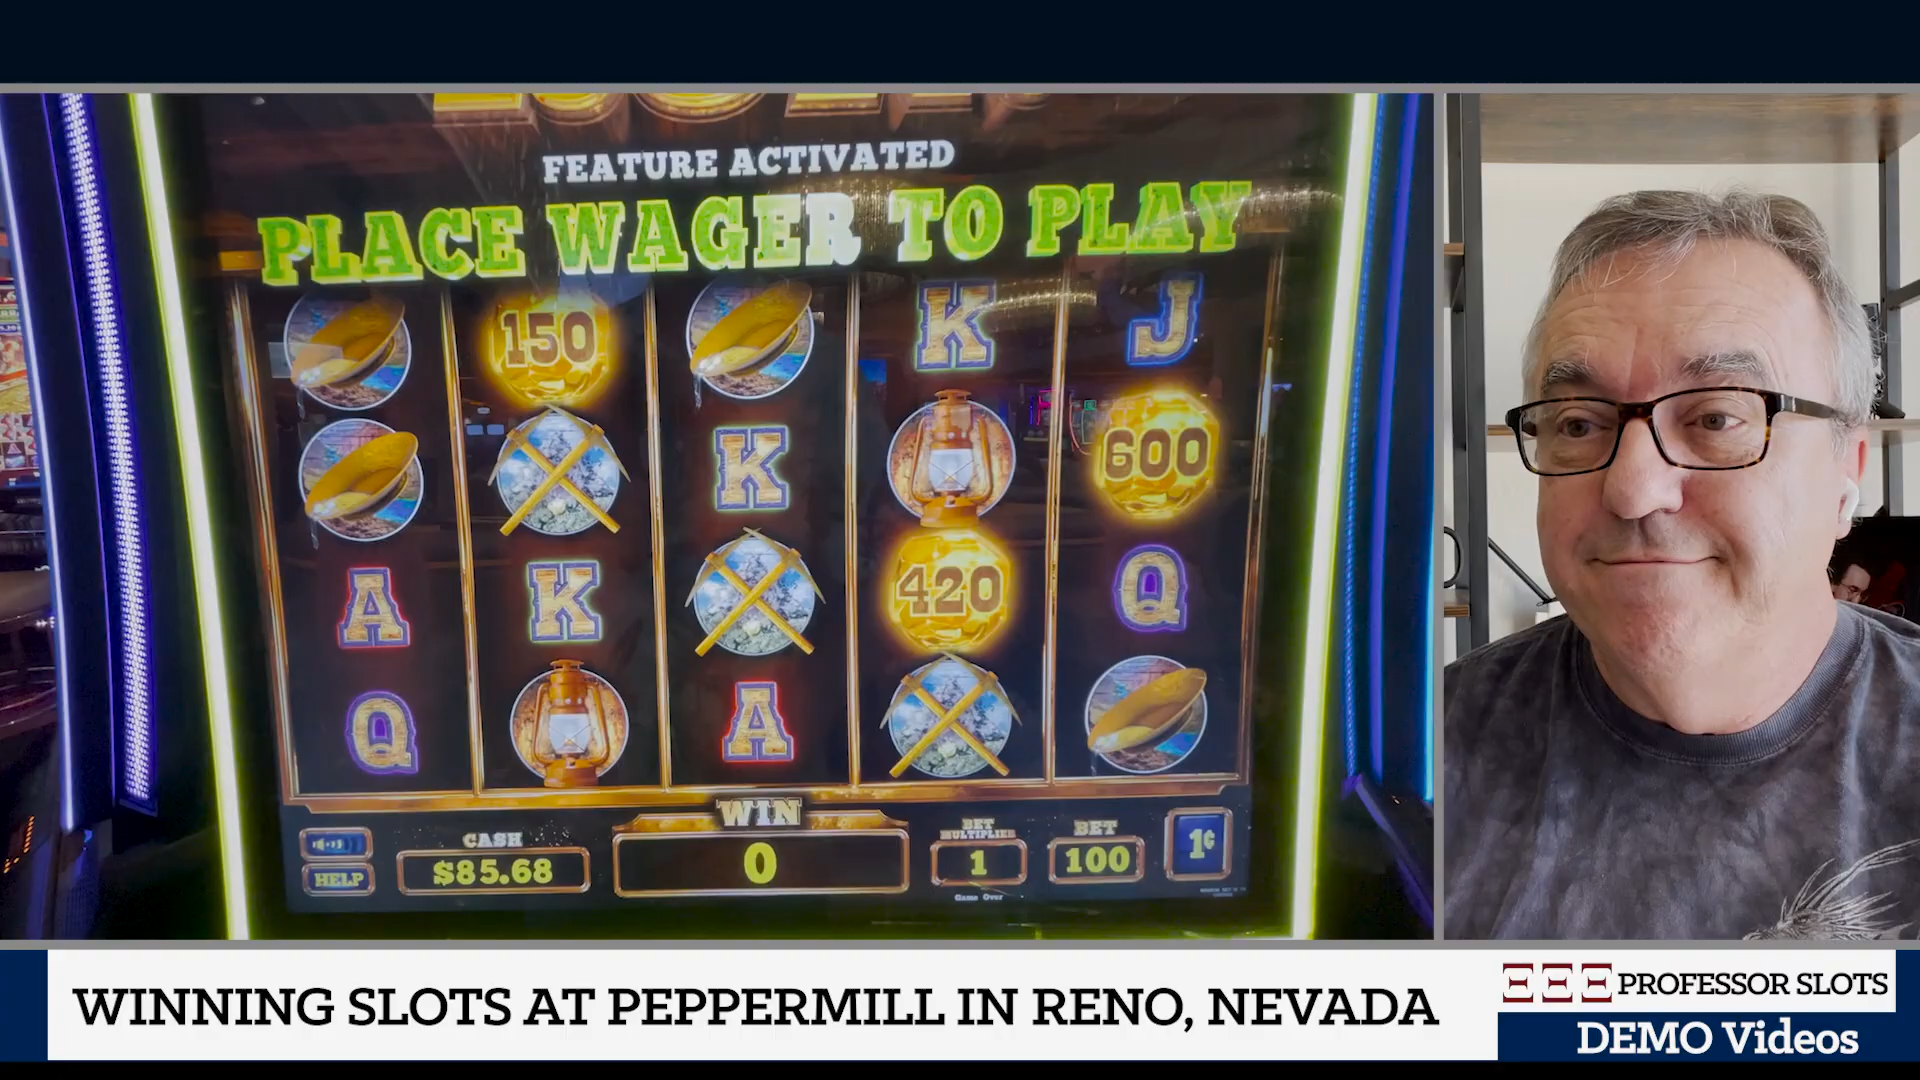 FEATURE ACTIVATED
PLACE WAGER TO PLAY
150
K
J
K
600
A
K
420
Q
Q
A
WIN
CASH
$85.68
0
BET MULTIPLIER
1
BET
100
1¢
HELP
Game Over
WINNING SLOTS AT PEPPERMILL IN RENO, NEVADA
PROFESSOR SLOTS
DEMO Videos